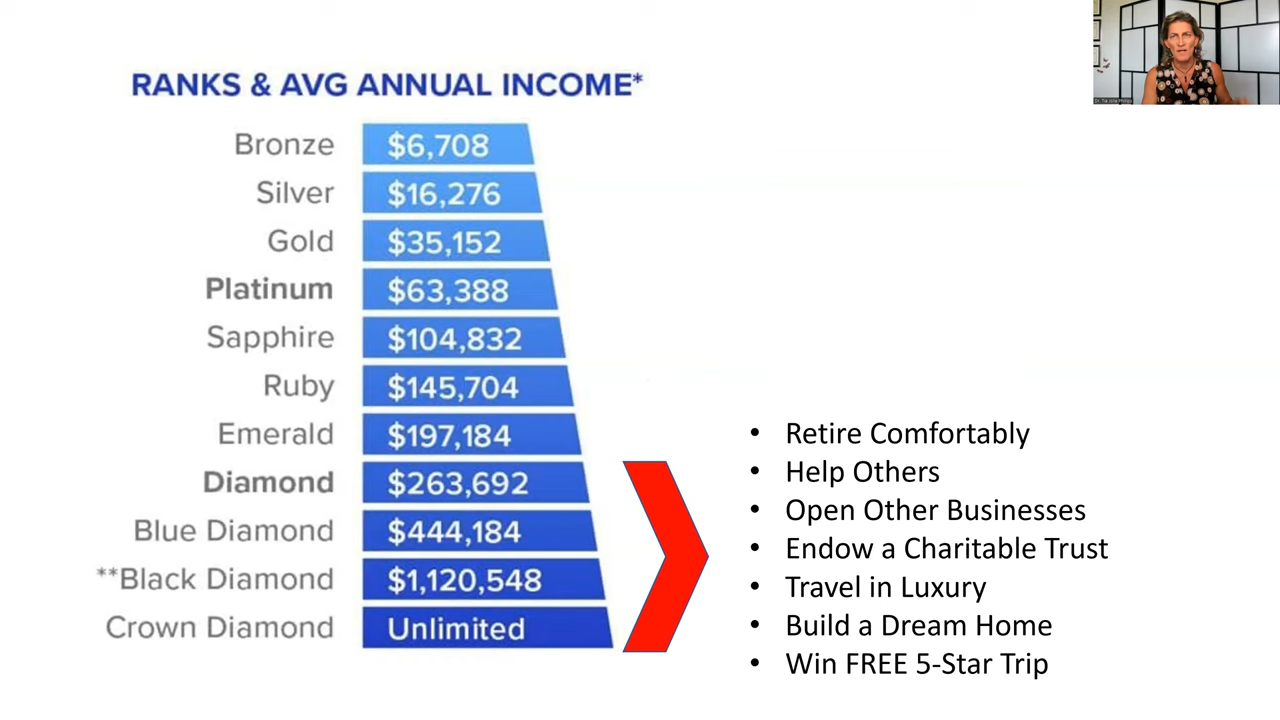 RANKS & AVG ANNUAL INCOME*
Bronze $6,708
Silver $16,276
Gold $35,152
Platinum $63,388
Sapphire $104,832
Ruby $145,704
Emerald $197,184
Diamond $263,692
Blue Diamond $444,184
**Black Diamond $1,120,548
Crown Diamond Unlimited
• Retire Comfortably
• Help Others
• Open Other Businesses
• Endow a Charitable Trust
• Travel in Luxury
• Build a Dream Home
• Win FREE 5-Star Trip